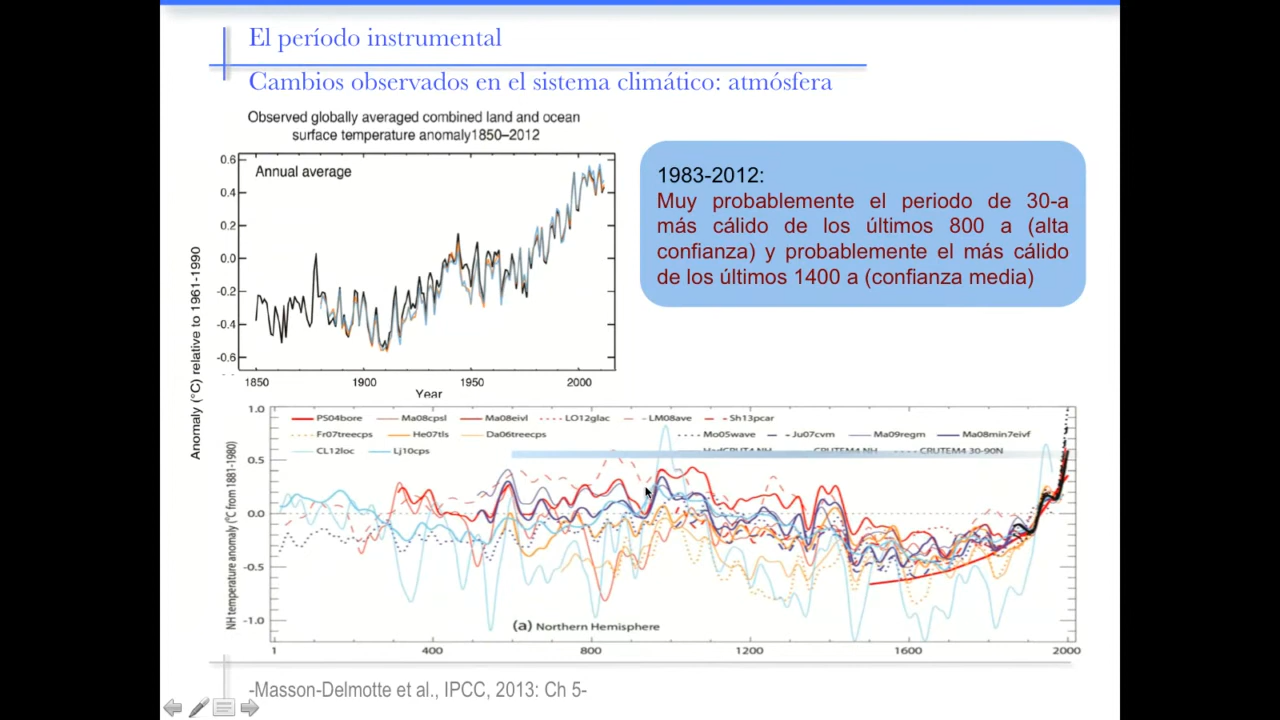 El período instrumental
Cambios observados en el sistema climático: atmósfera
Observed globally averaged combined land and ocean
surface temperature anomaly1850–2012
Annual average
0.6
0.4
0.2
0.0
-0.2
-0.4
-0.6
1850
1900
1950
2000
Year
Anomaly (°C) relative to 1961-1990
1983-2012:
Muy probablemente el periodo de 30-a
más cálido de los últimos 800 a (alta
confianza) y probablemente el más cálido
de los últimos 1400 a (confianza media)
NH temperature anomaly (°C from 1881-1980)
1.0
0.5
0.0
-0.5
-1.0
PS04bore Ma08cpsl Ma08eivl LO12glac LM08ave Sh13pcar
Fr07treecps He07tls Da06treecps Mo05wave Ju07cvm Ma09regm Ma08min7eivf
CL12loc Lj10cps HadCRUT4 NH CRUTEM4 NH CRUTEM4 30-90N
(a) Northern Hemisphere
1
400
800
1200
1600
2000
-Masson-Delmotte et al., IPCC, 2013: Ch 5-